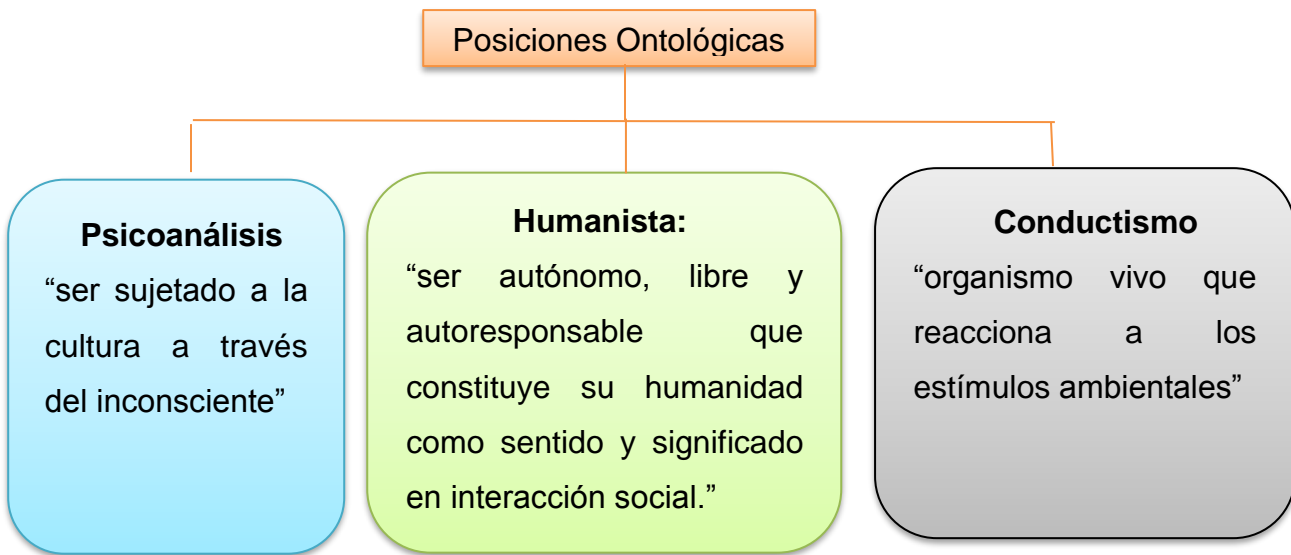 Posiciones Ontológicas
Psicoanálisis
“ser sujetado a la
cultura a través
del inconsciente”
Humanista:
“ser autónomo, libre y
autoresponsable que
constituye su humanidad
como sentido y significado
en interacción social.”
Conductismo
“organismo vivo que
reacciona a los
estímulos ambientales”